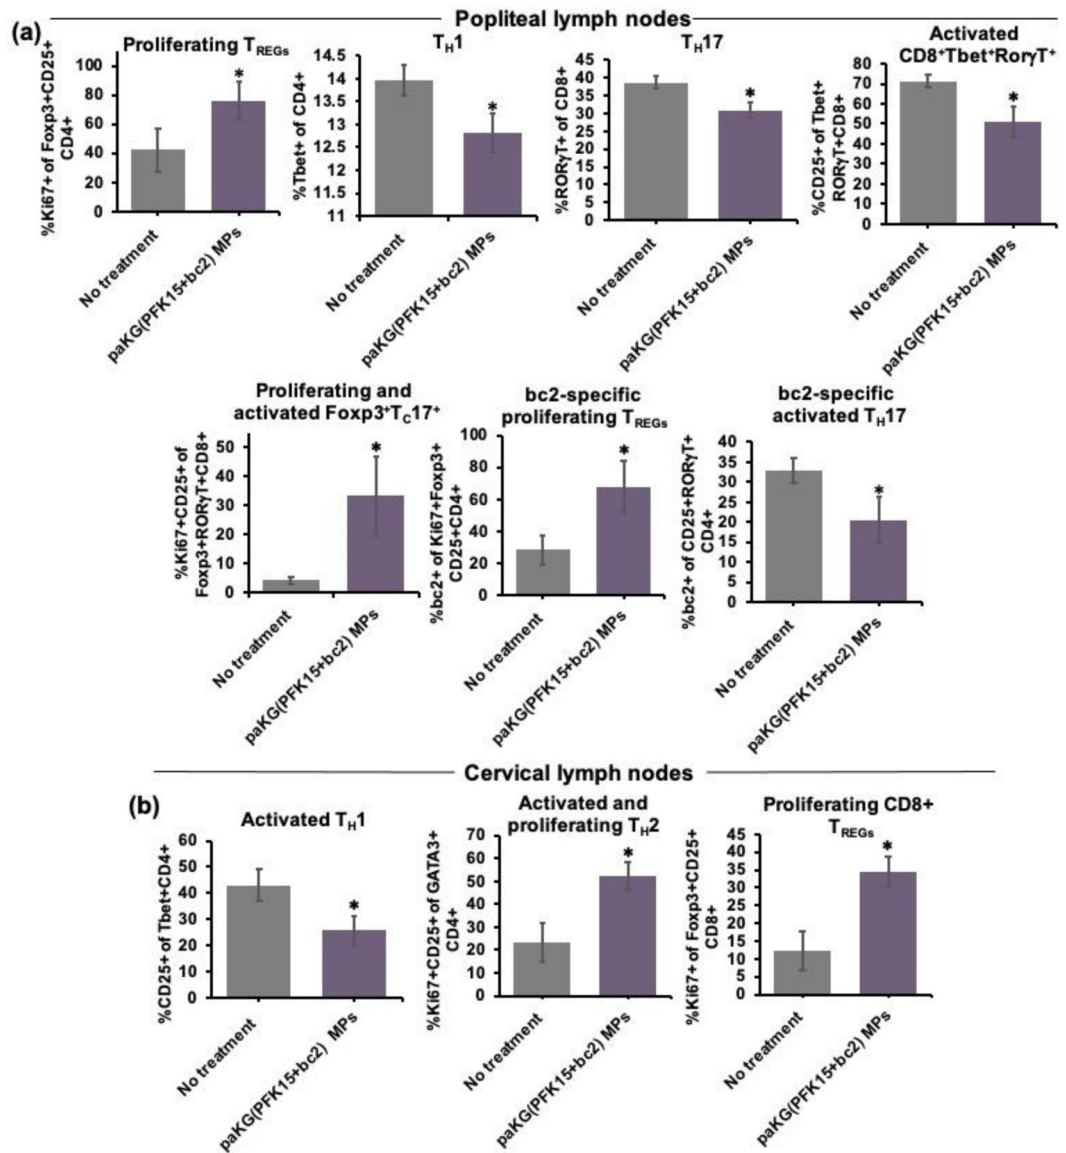 (a)
Popliteal lymph nodes
Proliferating TREGs
%Ki67+ of Foxp3+CD25+
CD4+
100
80
60
40
20
0
*
No treatment
paKG(PFK15+bc2) MPs
TH1
%Tbet+ of CD4+
14.5
14
13.5
13
12.5
12
11.5
11
*
No treatment
paKG(PFK15+bc2) MPs
TH17
%RORγT+ of CD8+
45
40
35
30
25
20
15
10
5
0
*
No treatment
paKG(PFK15+bc2) MPs
Activated
CD8+Tbet+RorγT+
%CD25+ of Tbet+
RORγT+CD8+
80
70
60
50
40
30
20
10
0
*
No treatment
paKG(PFK15+bc2) MPs
Proliferating and
activated Foxp3+TC17+
%Ki67+CD25+ of
Foxp3+RORγT+CD8+
50
40
30
20
10
0
*
No treatment
paKG(PFK15+bc2) MPs
bc2-specific
proliferating TREGs
%bc2+ of Ki67+Foxp3+
CD25+CD4+
100
80
60
40
20
0
*
No treatment
paKG(PFK15+bc2) MPs
bc2-specific
activated TH17
%bc2+ of CD25+RORγT+
CD4+
40
35
30
25
20
15
10
5
0
*
No treatment
paKG(PFK15+bc2) MPs
Cervical lymph nodes
(b)
Activated TH1
%CD25+ of Tbet+CD4+
60
50
40
30
20
10
0
*
No treatment
paKG(PFK15+bc2) MPs
Activated and
proliferating TH2
%Ki67+CD25+ of GATA3+
CD4+
70
60
50
40
30
20
10
0
*
No treatment
paKG(PFK15+bc2) MPs
Proliferating CD8+
TREGs
%Ki67+ of Foxp3+CD25+
CD8+
45
40
35
30
25
20
15
10
5
0
*
No treatment
paKG(PFK15+bc2) MPs